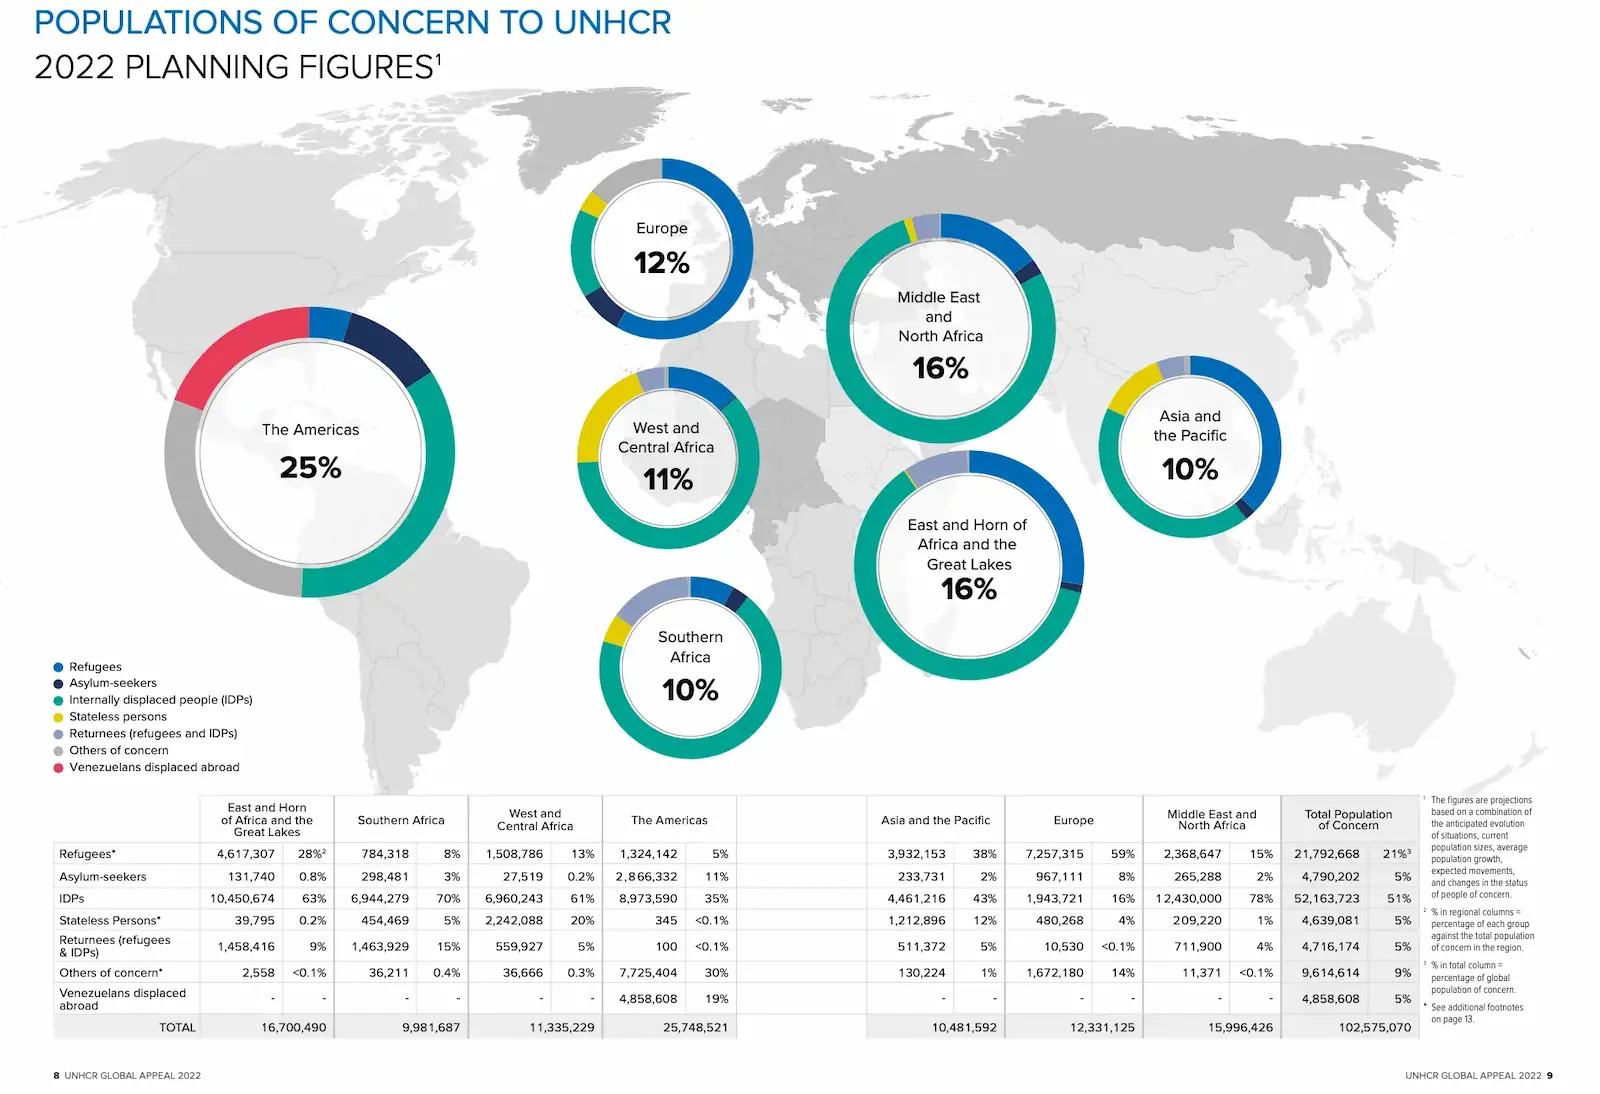 POPULATIONS OF CONCERN TO UNHCR
2022 PLANNING FIGURES¹
Europe
12%
Middle East
and
North Africa
16%
The Americas
25%
West and
Central Africa
11%
Asia and
the Pacific
10%
East and Horn of
Africa and the
Great Lakes
16%
Southern
Africa
10%
Refugees
Asylum-seekers
Internally displaced people (IDPs)
Stateless persons
Returnees (refugees and IDPs)
Others of concern
Venezuelans displaced abroad
East and Horn
of Africa and the
Great Lakes
Southern Africa
West and
Central Africa
The Americas
Asia and the Pacific
Europe
Middle East and
North Africa
Total Population
of Concern
Refugees* 4,617,307 28%² 784,318 8% 1,508,786 13% 1,324,142 5% 3,932,153 38% 7,257,315 59% 2,368,647 15% 21,792,668 21%³
Asylum-seekers 131,740 0.8% 298,481 3% 27,519 0.2% 2,866,332 11% 233,731 2% 967,111 8% 265,288 2% 4,790,202 5%
IDPs 10,450,674 63% 6,944,279 70% 6,960,243 61% 8,973,590 35% 4,461,216 43% 1,943,721 16% 12,430,000 78% 52,163,723 51%
Stateless Persons* 39,795 0.2% 454,469 5% 2,242,088 20% 345 <0.1% 1,212,896 12% 480,268 4% 209,220 1% 4,639,081 5%
Returnees (refugees
& IDPs) 1,458,416 9% 1,463,929 15% 559,927 5% 100 <0.1% 511,372 5% 10,530 <0.1% 711,900 4% 4,716,174 5%
Others of concern* 2,558 <0.1% 36,211 0.4% 36,666 0.3% 7,725,404 30% 130,224 1% 1,672,180 14% 11,371 <0.1% 9,614,614 9%
Venezuelans displaced
abroad - - - - - - 4,858,608 19% - - - - - - 4,858,608 5%
TOTAL 16,700,490 9,981,687 11,335,229 25,748,521 10,481,592 12,331,125 15,996,426 102,575,070
¹ The figures are projections
based on a combination of
the anticipated evolution
of situations, current
population sizes, average
population growth,
expected movements,
and changes in the status
of people of concern.
² % in regional columns =
percentage of each group
against the total population
of concern in the region.
³ % in total column =
percentage of global
population of concern.
* See additional footnotes
on page 13.
8 UNHCR GLOBAL APPEAL 2022
UNHCR GLOBAL APPEAL 2022 9